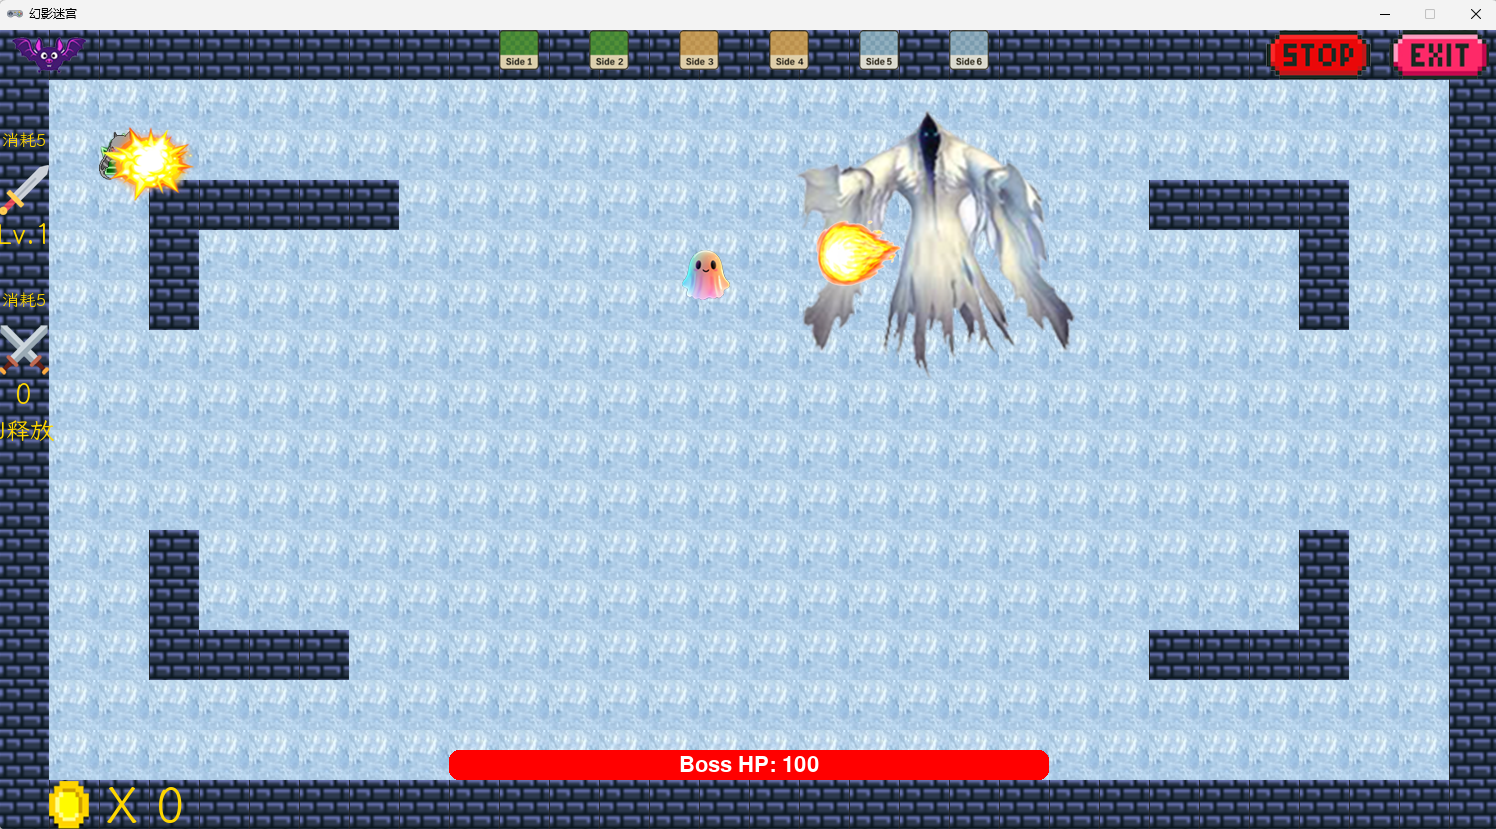 幻影迷宫
Side 1
Side 2
Side 3
Side 4
Side 5
Side 6
STOP
EXIT
消耗5
Lv.1
消耗5
0
释放
Boss HP: 100
X 0